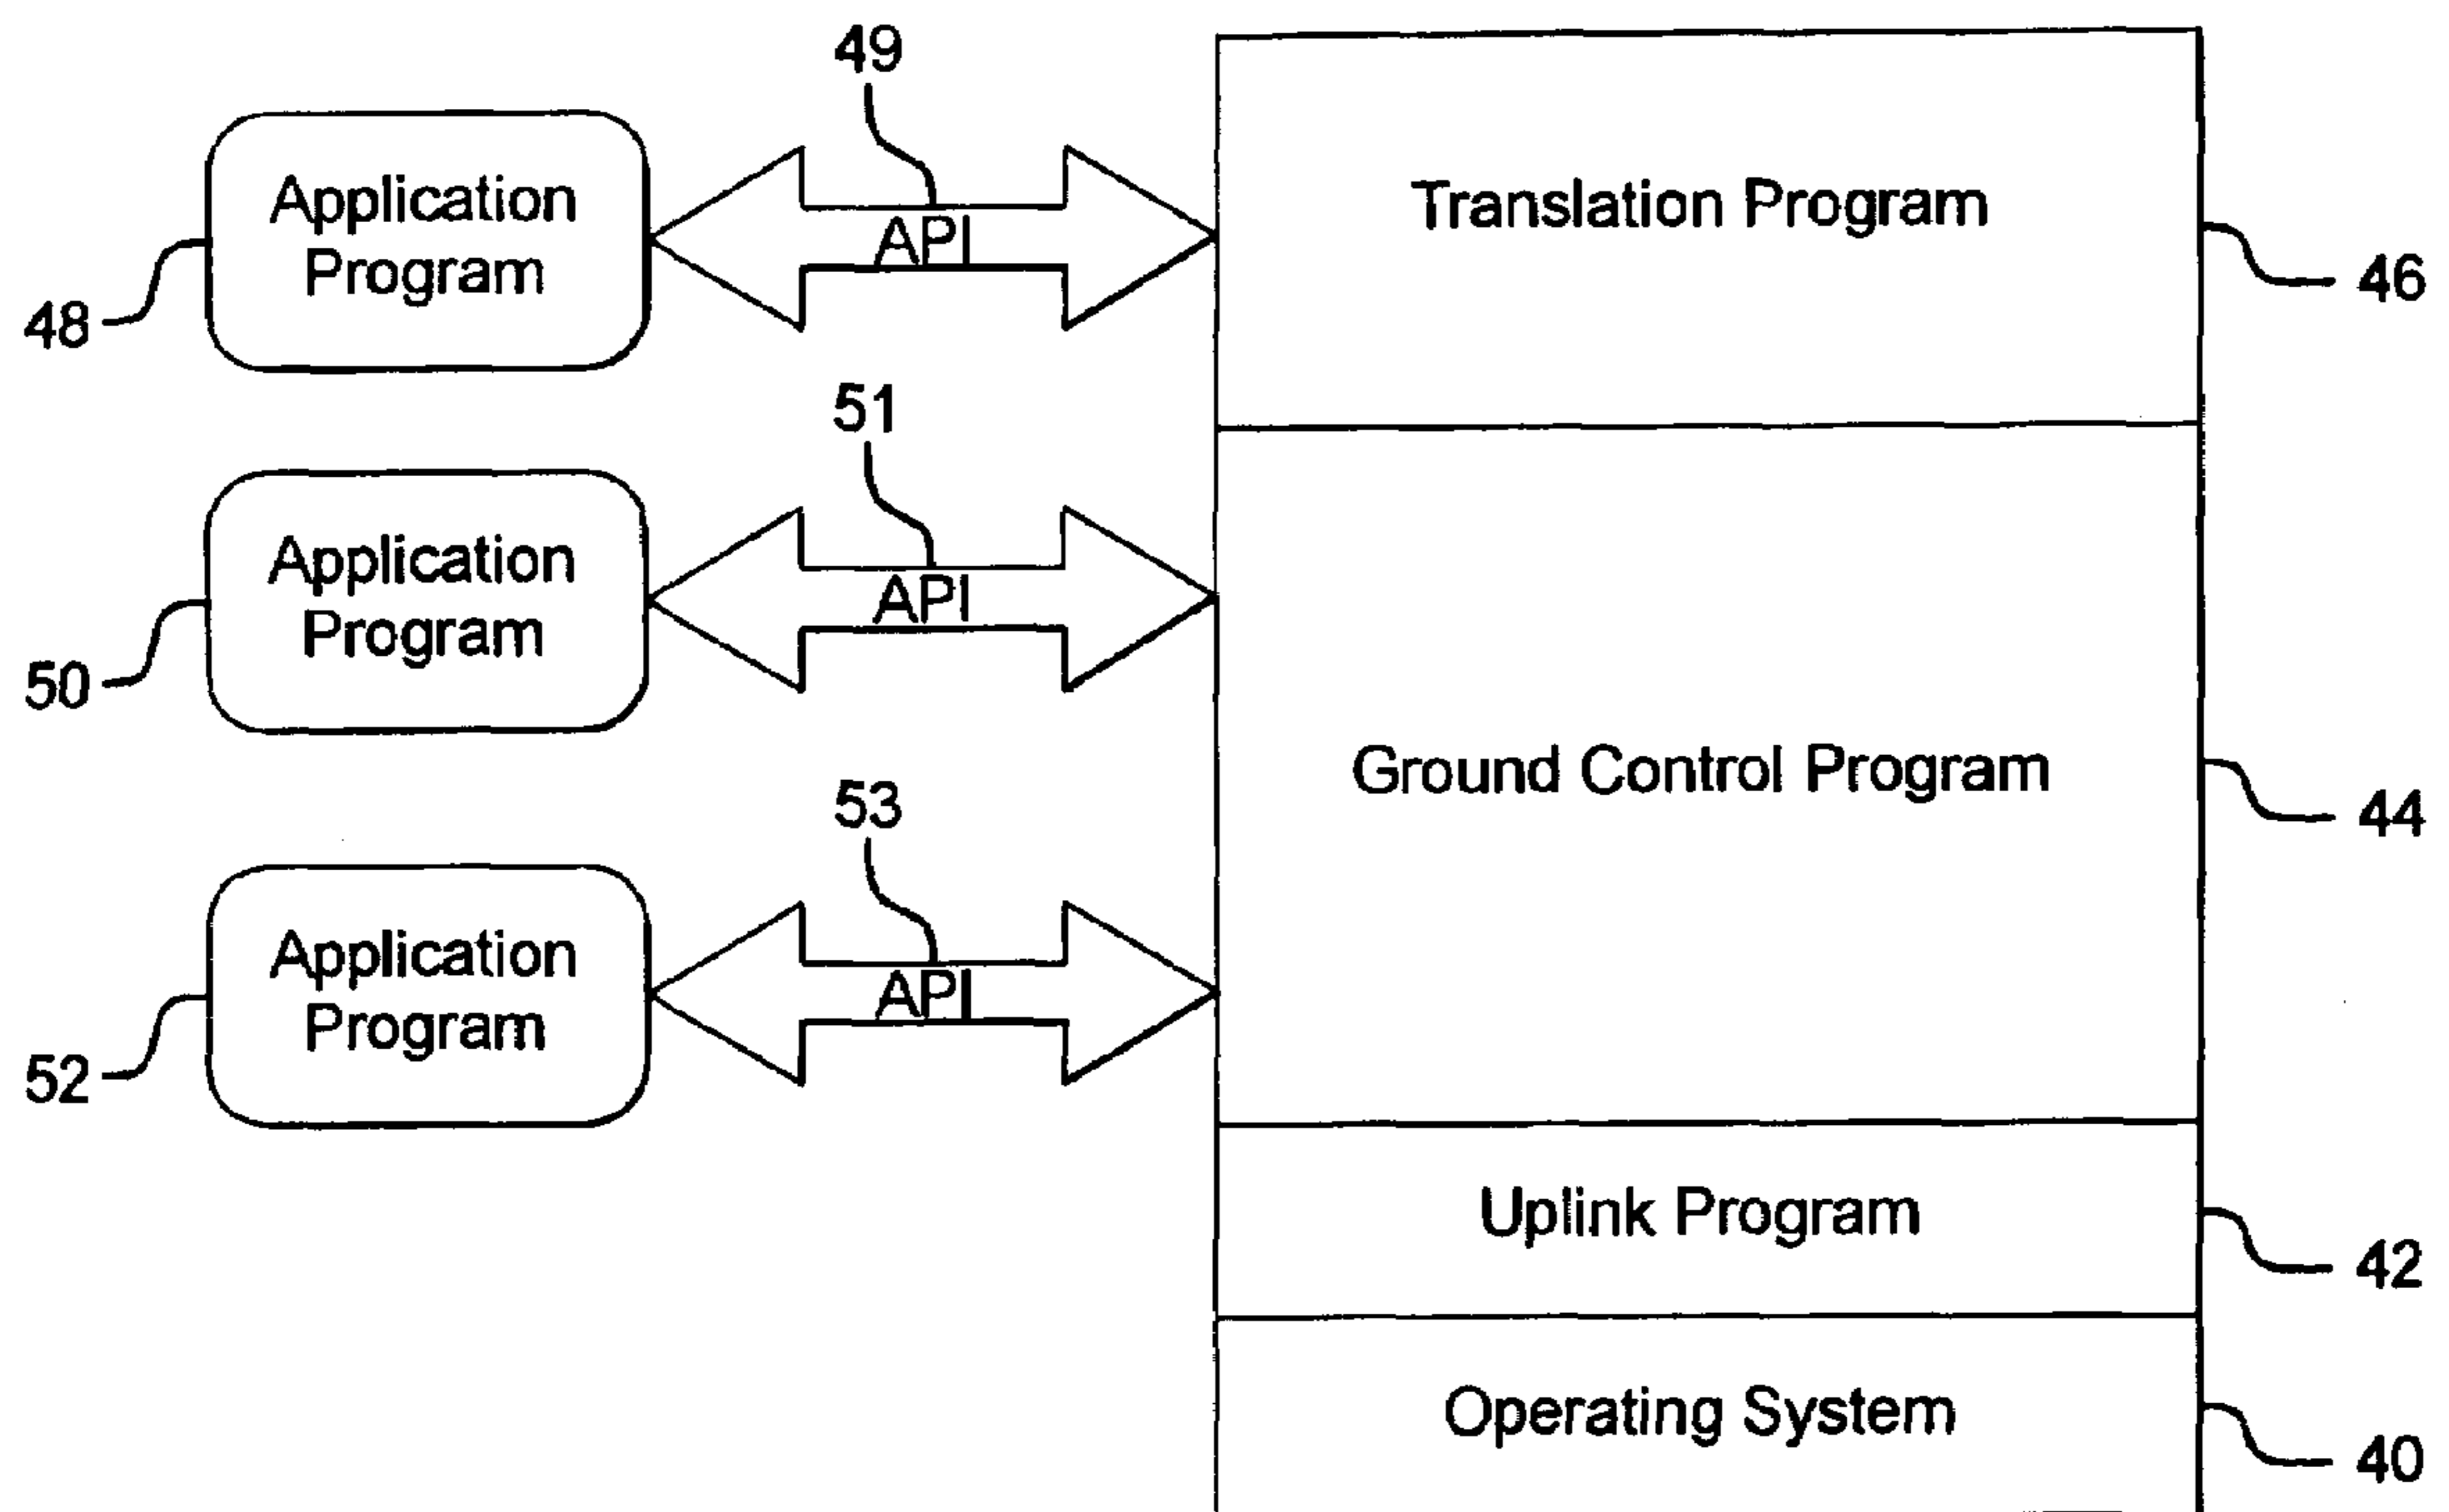 49
Application
Program
API
Translation Program
48
46
51
Application
Program
API
50
Ground Control Program
44
53
Application
Program
API
52
Uplink Program
42
Operating System
40